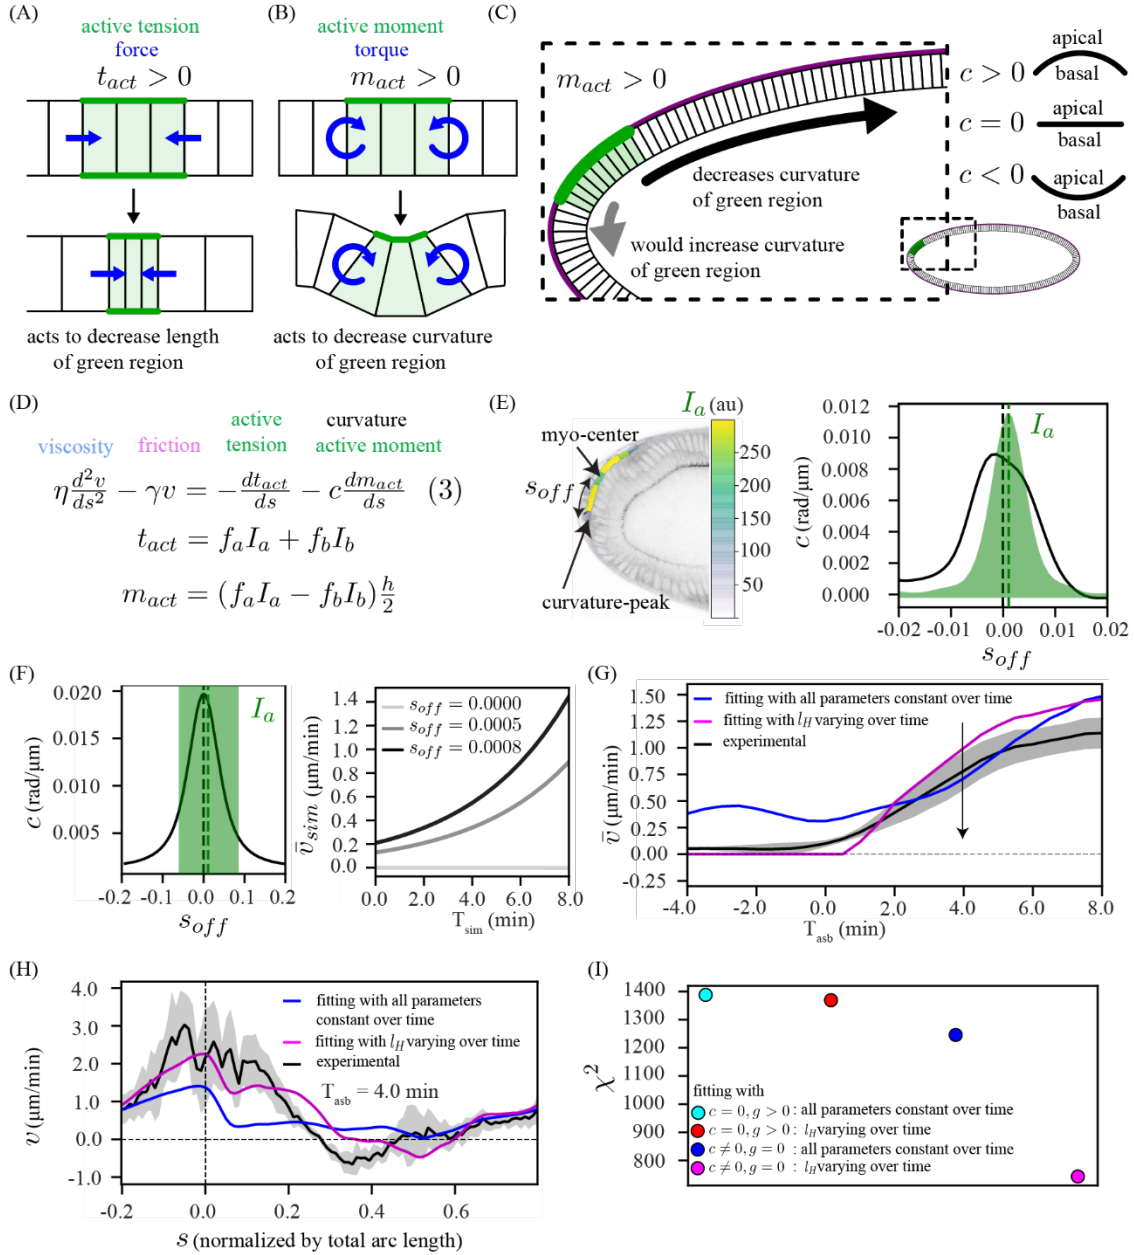 (A)
active tension
force
t_act > 0
acts to decrease length
of green region
(B)
active moment
torque
m_act > 0
acts to decrease curvature
of green region
(C)
m_act > 0
decreases curvature
of green region
would increase curvature
of green region
c > 0
apical
basal
c = 0
apical
basal
c < 0
apical
basal
(D)
viscosity
friction
active
tension
curvature
active moment
η d²v/ds² − γv = − dt_act/ds − c dm_act/ds (3)
t_act = f_a I_a + f_b I_b
m_act = (f_a I_a − f_b I_b) h/2
(E)
myo-center
s_off
curvature-peak
I_a (au)
250
200
150
100
50
c (rad/μm)
0.012
0.010
0.008
0.006
0.004
0.002
0.000
I_a
-0.02 -0.01 0.00 0.01 0.02
s_off
(F)
c (rad/μm)
0.020
0.015
0.010
0.005
I_a
-0.2 -0.1 0.0 0.1 0.2
s_off
v̄_sim (μm/min)
1.4
1.2
1.0
0.8
0.6
0.4
0.2
0.0
s_off = 0.0000
s_off = 0.0005
s_off = 0.0008
0.0 2.0 4.0 6.0 8.0
T_sim (min)
(G)
v̄ (μm/min)
1.50
1.25
1.00
0.75
0.50
0.25
0.00
-0.25
fitting with all parameters constant over time
fitting with l_H varying over time
experimental
-4.0 -2.0 0.0 2.0 4.0 6.0 8.0
T_asb (min)
(H)
v (μm/min)
4.0
3.0
2.0
1.0
0.0
-1.0
fitting with all parameters
constant over time
fitting with l_H varying over time
experimental
T_asb = 4.0 min
-0.2 0.0 0.2 0.4 0.6
s (normalized by total arc length)
(I)
χ²
1400
1300
1200
1100
1000
900
800
fitting with
c = 0, g > 0 : all parameters constant over time
c = 0, g > 0 : l_H varying over time
c ≠ 0, g = 0 : all parameters constant over time
c ≠ 0, g = 0 : l_H varying over time